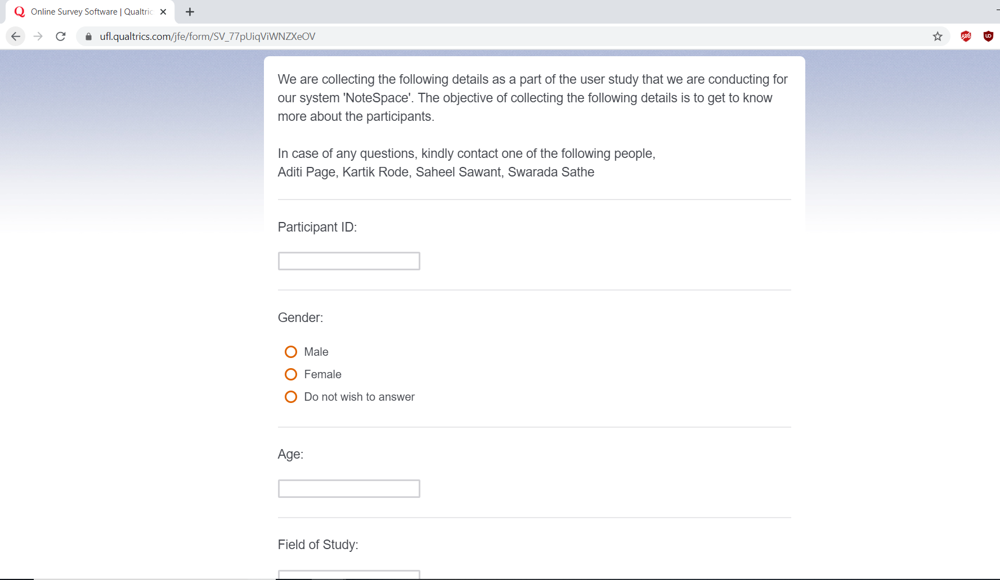 Online Survey Software | Qualtric
ufl.qualtrics.com/jfe/form/SV_77pUiqViWNZXeOV
We are collecting the following details as a part of the user study that we are conducting for
our system 'NoteSpace'. The objective of collecting the following details is to get to know
more about the participants.
In case of any questions, kindly contact one of the following people,
Aditi Page, Kartik Rode, Saheel Sawant, Swarada Sathe
Participant ID:
Gender:
Male
Female
Do not wish to answer
Age:
Field of Study: